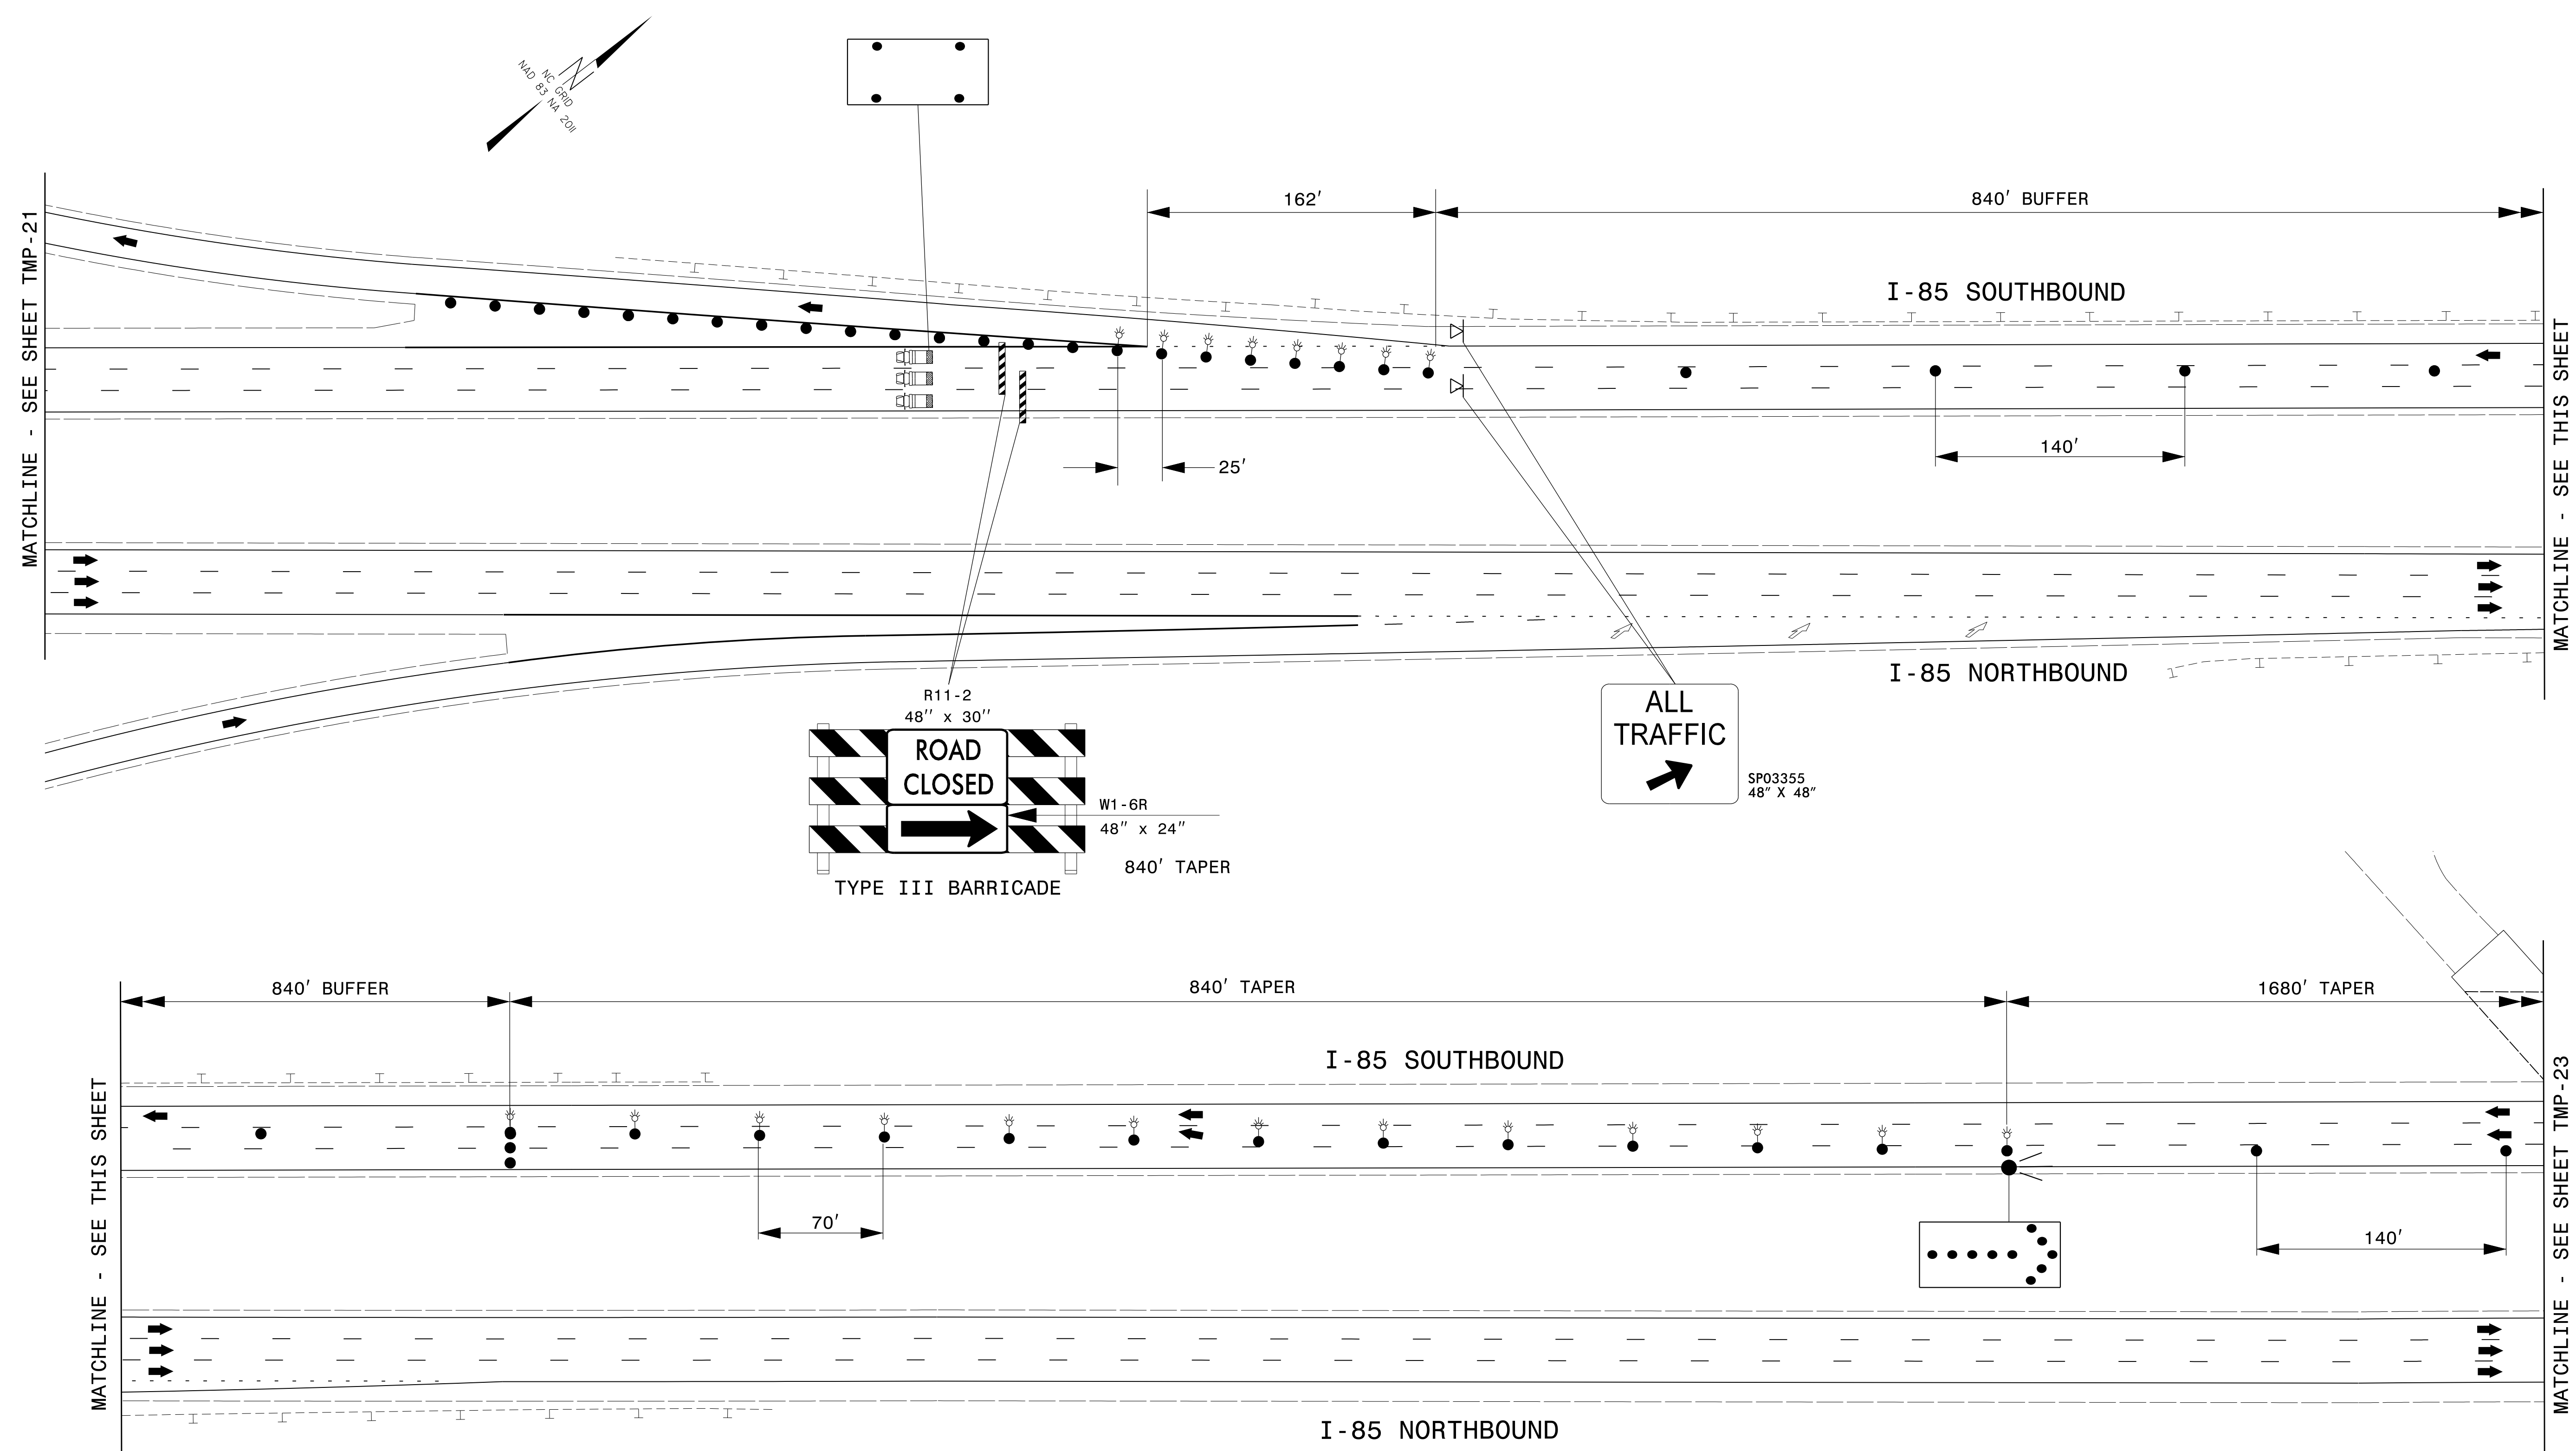 NC GRID
NAD 83 NA 2011
MATCHLINE - SEE SHEET TMP-21
162'
840' BUFFER
I-85 SOUTHBOUND
140'
25'
MATCHLINE - SEE THIS SHEET
I-85 NORTHBOUND
R11-2
48'' x 30''
ROAD
CLOSED
W1-6R
48" x 24"
840' TAPER
TYPE III BARRICADE
ALL
TRAFFIC
SP03355
48" X 48"
MATCHLINE - SEE THIS SHEET
840' BUFFER
840' TAPER
1680' TAPER
I-85 SOUTHBOUND
70'
140'
MATCHLINE - SEE SHEET TMP-23
I-85 NORTHBOUND